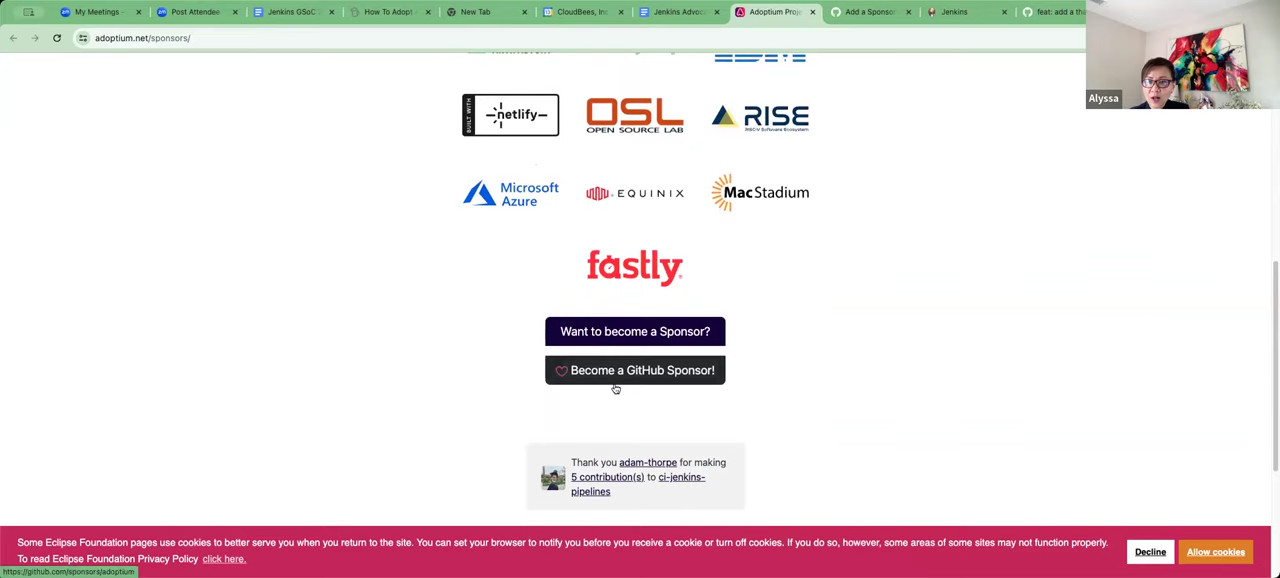 My Meetings
Post Attendee
Jenkins GSoC
How To Adopt
New Tab
CloudBees, Inc
Jenkins Advoc
Adoptium Proj
Add a Sponsor
Jenkins
feat: add a tha
adoptium.net/sponsors/
Alyssa
BUILT WITH
netlify
OSL
OPEN SOURCE LAB
RISE
RISC-V Software Ecosystem
Microsoft
Azure
EQUINIX
MacStadium
fastly
Want to become a Sponsor?
Become a GitHub Sponsor!
Thank you adam-thorpe for making
5 contribution(s) to ci-jenkins-
pipelines
Some Eclipse Foundation pages use cookies to better serve you when you return to the site. You can set your browser to notify you before you receive a cookie or turn off cookies. If you do so, however, some areas of some sites may not function properly.
To read Eclipse Foundation Privacy Policy click here.
Decline
Allow cookies
https://github.com/sponsors/adoptium